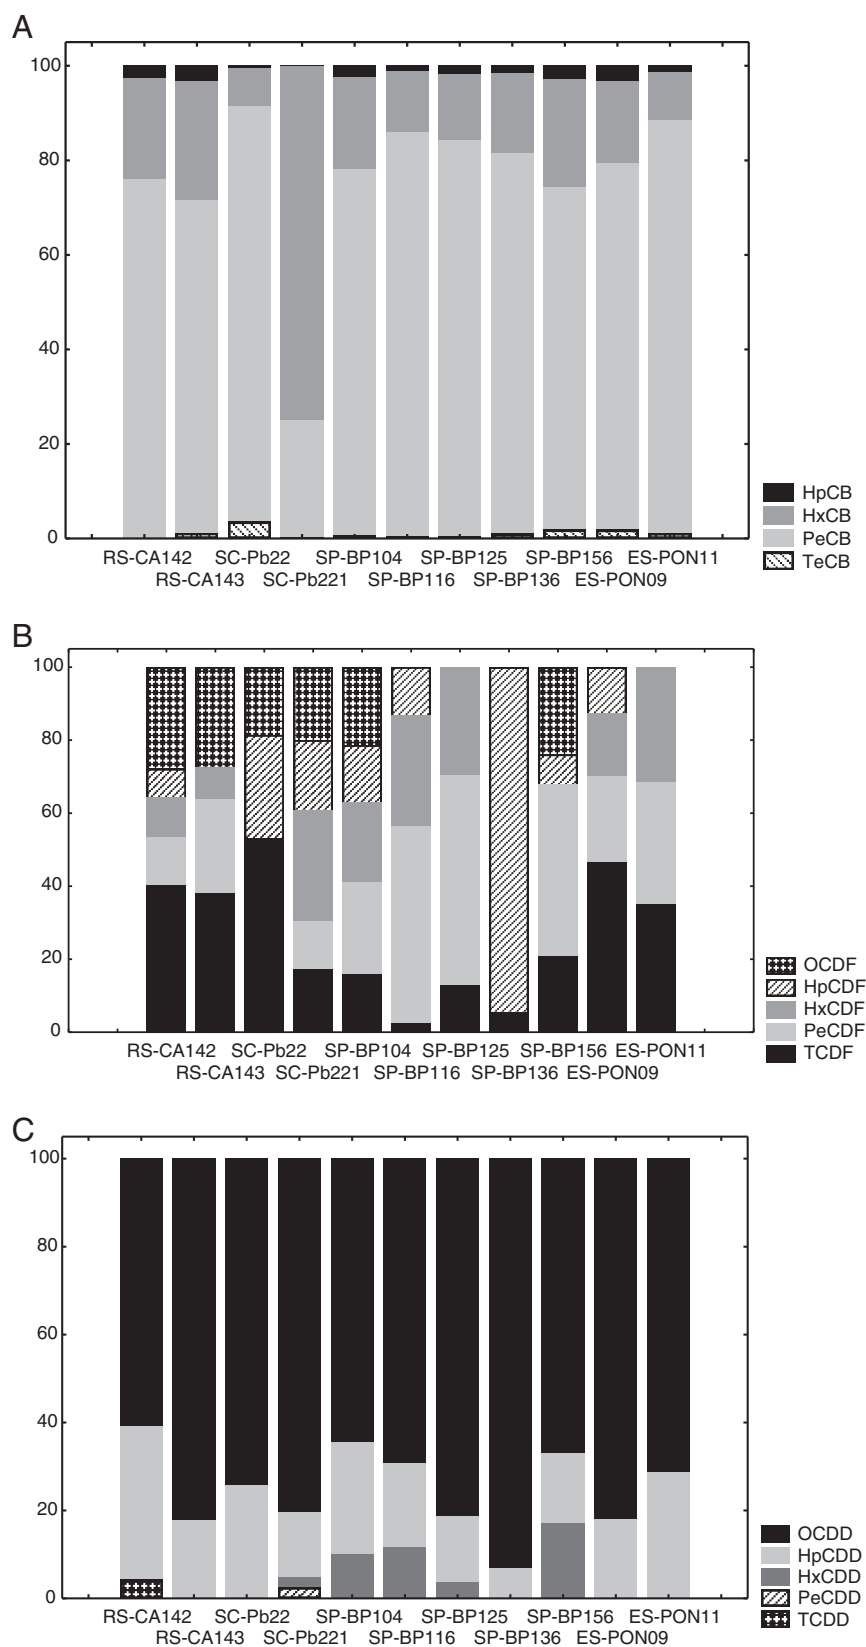 A
100
80
60
40
20
0
HpCB
HxCB
PeCB
TeCB
RS-CA142 SC-Pb22 SP-BP104 SP-BP125 SP-BP156 ES-PON11
RS-CA143 SC-Pb221 SP-BP116 SP-BP136 ES-PON09
B
100
80
60
40
20
0
OCDF
HpCDF
HxCDF
PeCDF
TCDF
RS-CA142 SC-Pb22 SP-BP104 SP-BP125 SP-BP156 ES-PON11
RS-CA143 SC-Pb221 SP-BP116 SP-BP136 ES-PON09
C
100
80
60
40
20
0
OCDD
HpCDD
HxCDD
PeCDD
TCDD
RS-CA142 SC-Pb22 SP-BP104 SP-BP125 SP-BP156 ES-PON11
RS-CA143 SC-Pb221 SP-BP116 SP-BP136 ES-PON09